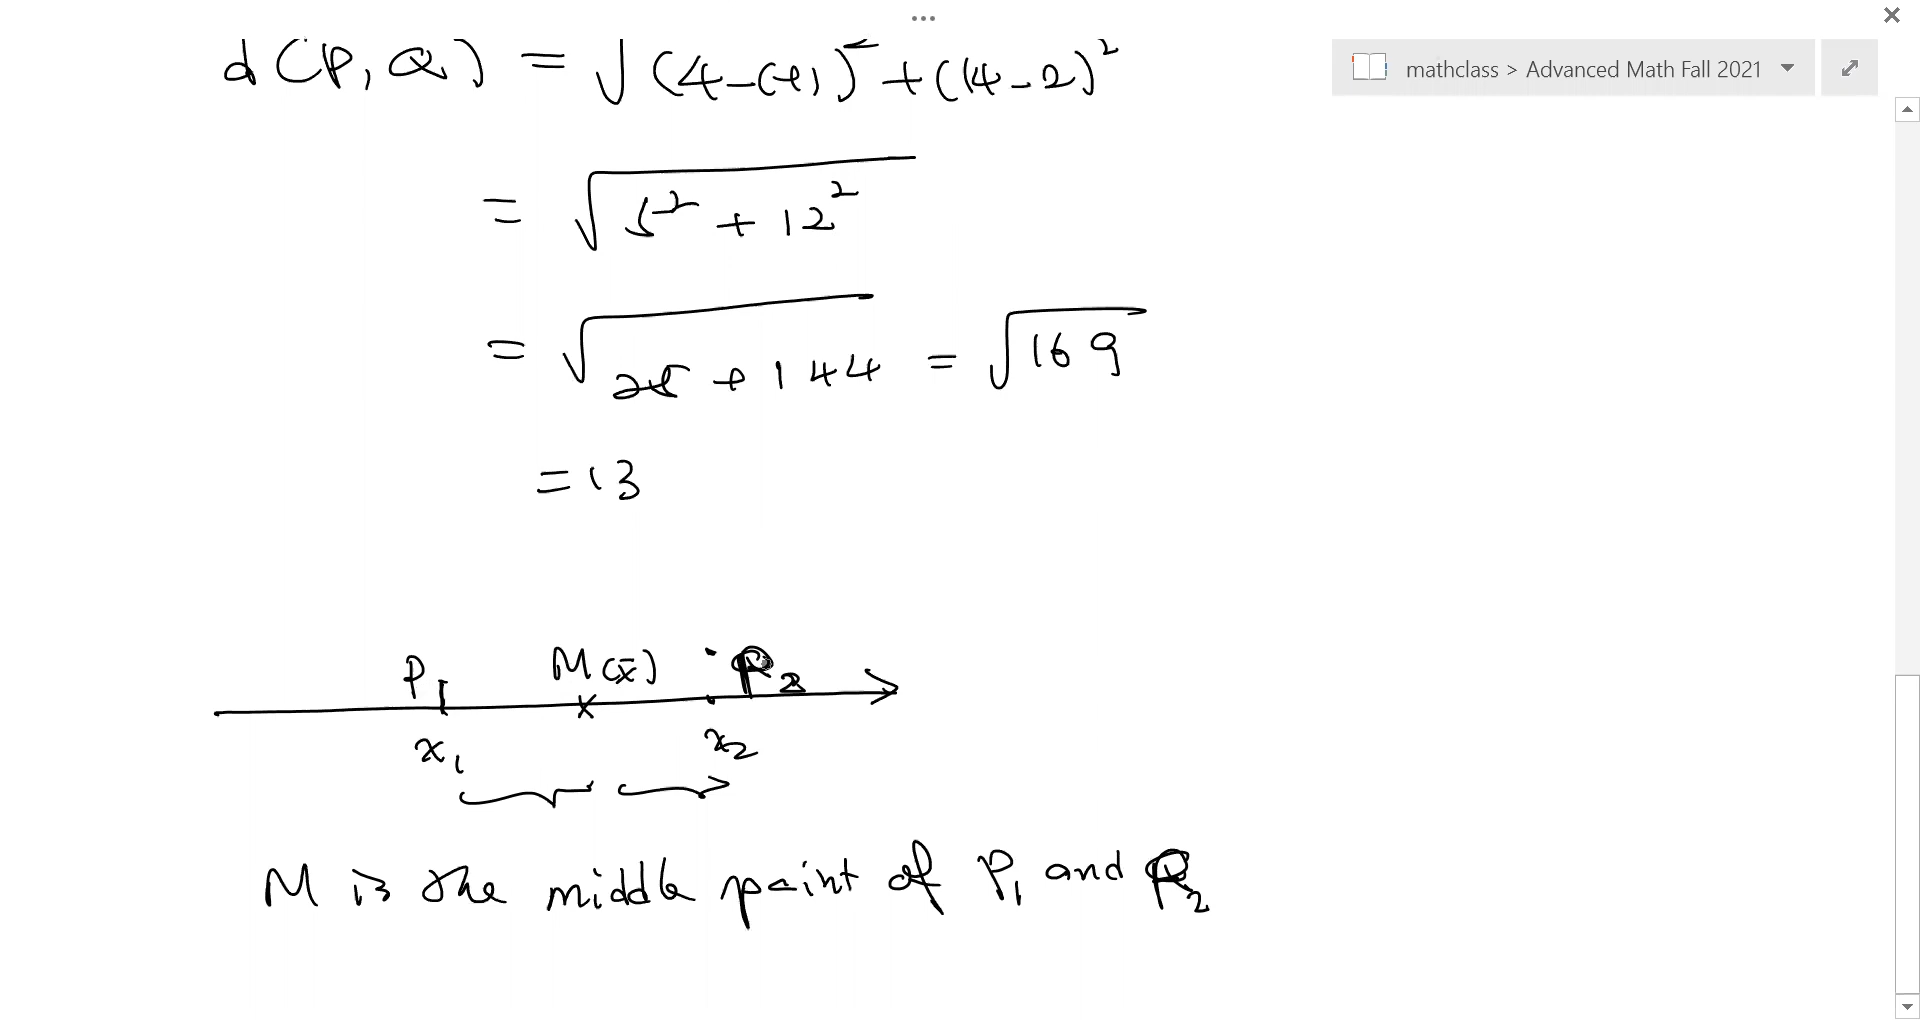 d(P,Q) = √(4-(-1))² + (14-2)²
mathclass > Advanced Math Fall 2021
= √5² + 12²
= √25 + 144 = √169
= 13
P₁ M(x̄) P₂
x₁ x₂
M is the middle point of P₁ and P₂